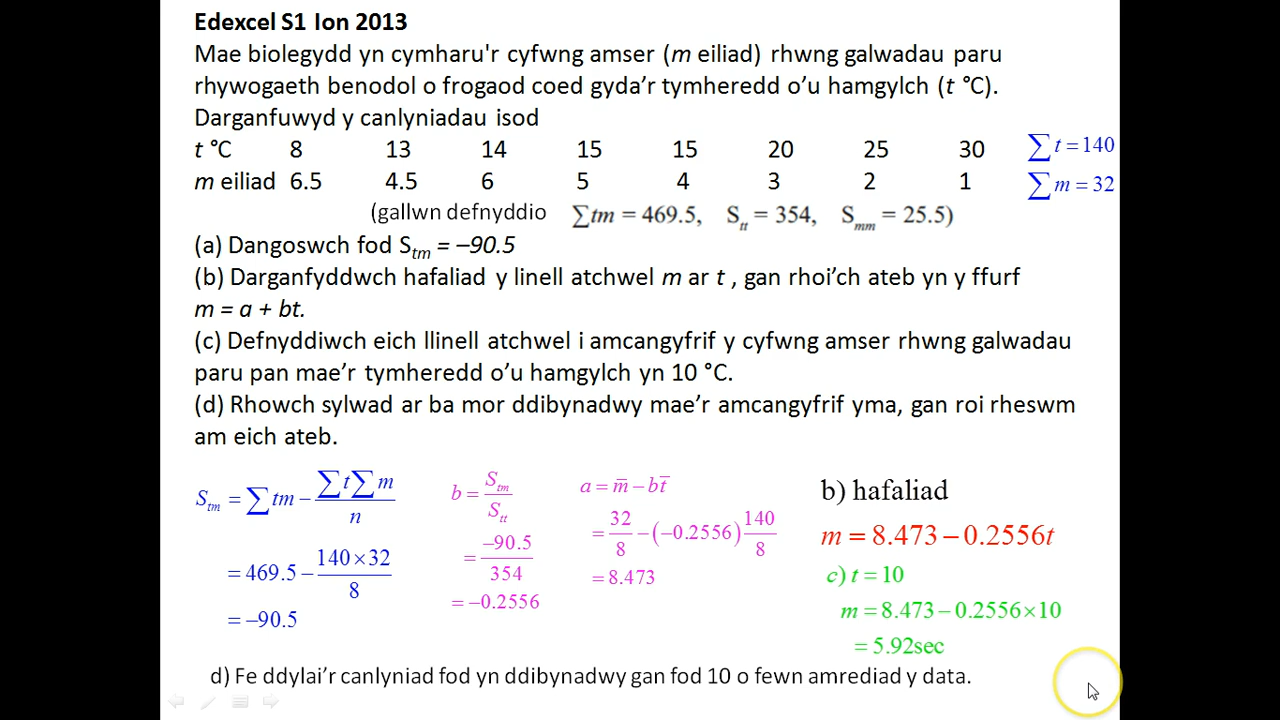 Edexcel S1 Ion 2013
Mae biolegydd yn cymharu'r cyfwng amser (m eiliad) rhwng galwadau paru
rhywogaeth benodol o frogaod coed gyda'r tymheredd o'u hamgylch (t °C).
Darganfuwyd y canlyniadau isod
t °C 8 13 14 15 15 20 25 30 ∑t = 140
m eiliad 6.5 4.5 6 5 4 3 2 1 ∑m = 32
(gallwn defnyddio ∑tm = 469.5, S_tt = 354, S_mm = 25.5)
(a) Dangoswch fod S_tm = –90.5
(b) Darganfyddwch hafaliad y linell atchwel m ar t , gan rhoi'ch ateb yn y ffurf
m = a + bt.
(c) Defnyddiwch eich llinell atchwel i amcangyfrif y cyfwng amser rhwng galwadau
paru pan mae'r tymheredd o'u hamgylch yn 10 °C.
(d) Rhowch sylwad ar ba mor ddibynadwy mae'r amcangyfrif yma, gan roi rheswm
am eich ateb.
S_tm = ∑tm − (∑t∑m)/n
= 469.5 − (140×32)/8
= −90.5
b = S_tm/S_tt
= −90.5/354
= −0.2556
a = m̅ − bt̅
= 32/8 − (−0.2556)140/8
= 8.473
b) hafaliad
m = 8.473 − 0.2556t
c) t = 10
m = 8.473 − 0.2556×10
= 5.92sec
d) Fe ddylai'r canlyniad fod yn ddibynadwy gan fod 10 o fewn amrediad y data.